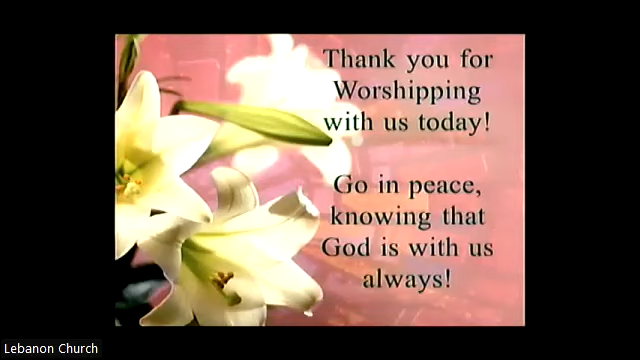 Thank you for
Worshipping
with us today!
Go in peace,
knowing that
God is with us
always!
Lebanon Church